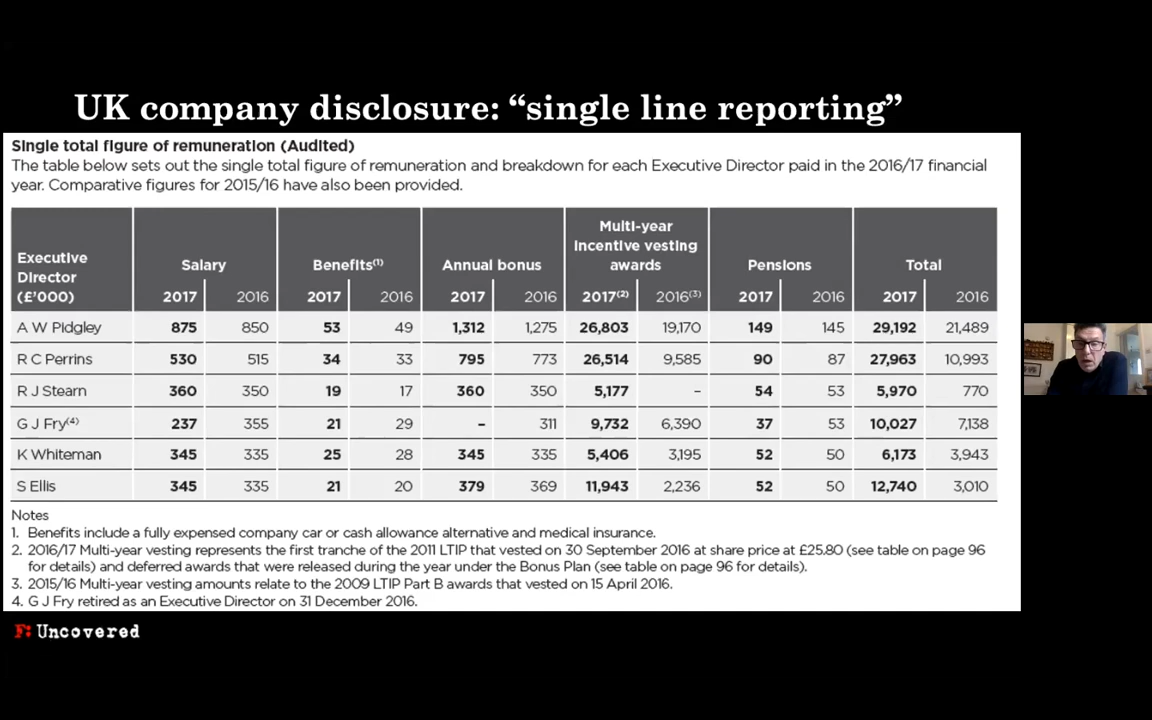 UK company disclosure: “single line reporting”
Single total figure of remuneration (Audited)
The table below sets out the single total figure of remuneration and breakdown for each Executive Director paid in the 2016/17 financial
year. Comparative figures for 2015/16 have also been provided.
Executive Director (£'000) Salary Benefits(1) Annual bonus Multi-year incentive vesting awards Pensions Total
2017 2016 2017 2016 2017 2016 2017(2) 2016(3) 2017 2016 2017 2016
A W Pidgley 875 850 53 49 1,312 1,275 26,803 19,170 149 145 29,192 21,489
R C Perrins 530 515 34 33 795 773 26,514 9,585 90 87 27,963 10,993
R J Stearn 360 350 19 17 360 350 5,177 – 54 53 5,970 770
G J Fry(4) 237 355 21 29 – 311 9,732 6,390 37 53 10,027 7,138
K Whiteman 345 335 25 28 345 335 5,406 3,195 52 50 6,173 3,943
S Ellis 345 335 21 20 379 369 11,943 2,236 52 50 12,740 3,010
Notes
1. Benefits include a fully expensed company car or cash allowance alternative and medical insurance.
2. 2016/17 Multi-year vesting represents the first tranche of the 2011 LTIP that vested on 30 September 2016 at share price at £25.80 (see table on page 96
for details) and deferred awards that were released during the year under the Bonus Plan (see table on page 96 for details).
3. 2015/16 Multi-year vesting amounts relate to the 2009 LTIP Part B awards that vested on 15 April 2016.
4. G J Fry retired as an Executive Director on 31 December 2016.
F: Uncovered